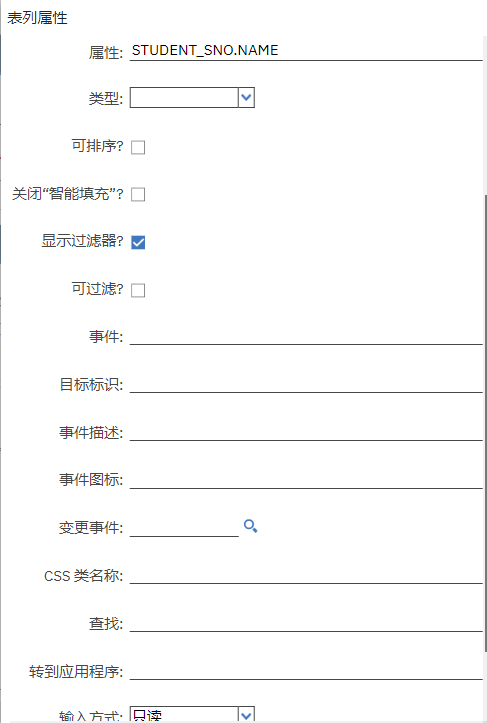 表列属性
属性: STUDENT_SNO.NAME
类型:
可排序?
关闭“智能填充”?
显示过滤器?
可过滤?
事件:
目标标识:
事件描述:
事件图标:
变更事件:
CSS 类名称:
查找:
转到应用程序:
输入方式: 只读